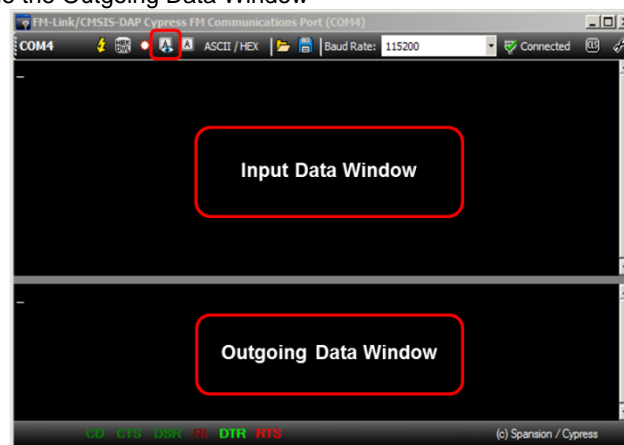 the Outgoing Data Window
FM-Link/CMSIS-DAP Cypress FM Communications Port (COM4)
COM4 ASCII / HEX Baud Rate: 115200 Connected
Input Data Window
Outgoing Data Window
CD CTS DSR RI DTR RTS (c) Spansion / Cypress